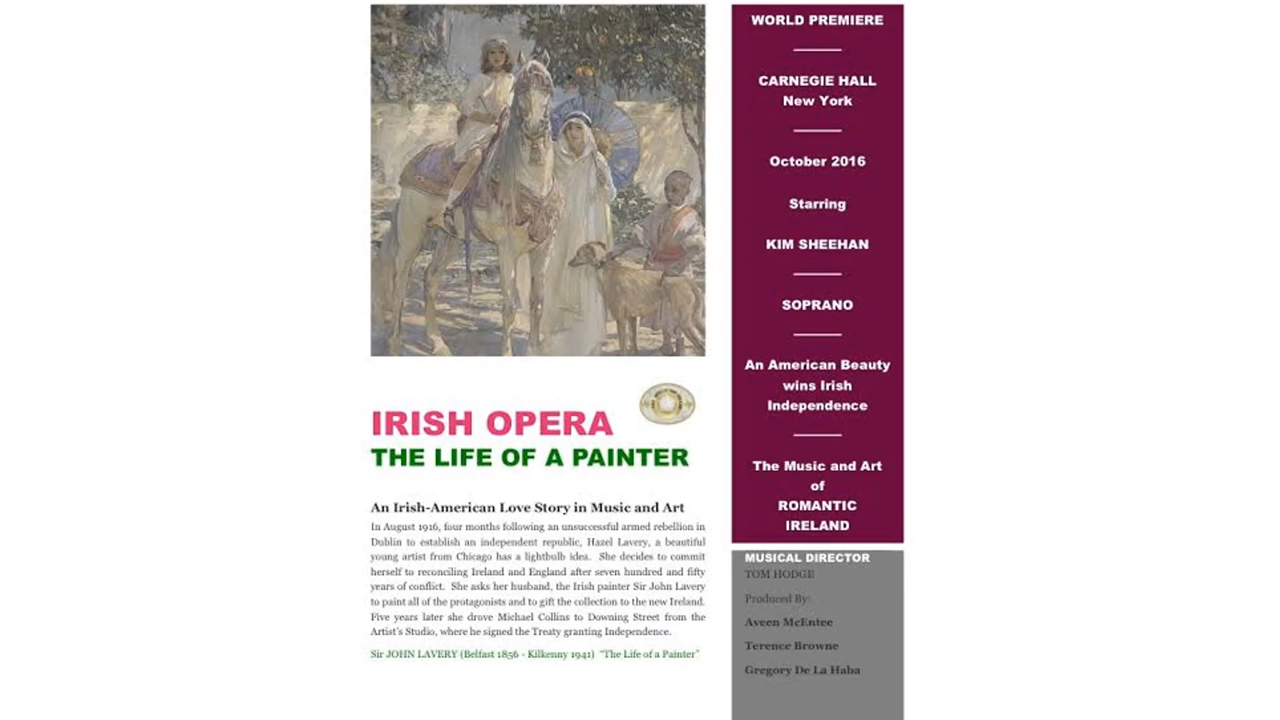 IRISH OPERA
THE LIFE OF A PAINTER
An Irish-American Love Story in Music and Art
In August 1916, four months following an unsuccessful armed rebellion in
Dublin to establish an independent republic, Hazel Lavery, a beautiful
young artist from Chicago has a lightbulb idea. She decides to commit
herself to reconciling Ireland and England after seven hundred and fifty
years of conflict. She asks her husband, the Irish painter Sir John Lavery
to paint all of the protagonists and to gift the collection to the new Ireland.
Five years later she drove Michael Collins to Downing Street from the
Artist's Studio, where he signed the Treaty granting Independence.
Sir JOHN LAVERY (Belfast 1856 - Kilkenny 1941) "The Life of a Painter"
WORLD PREMIERE
CARNEGIE HALL
New York
October 2016
Starring
KIM SHEEHAN
SOPRANO
An American Beauty
wins Irish
Independence
The Music and Art
of
ROMANTIC
IRELAND
MUSICAL DIRECTOR
TOM HODGE
Produced By:
Aveen McEntee
Terence Browne
Gregory De La Haba